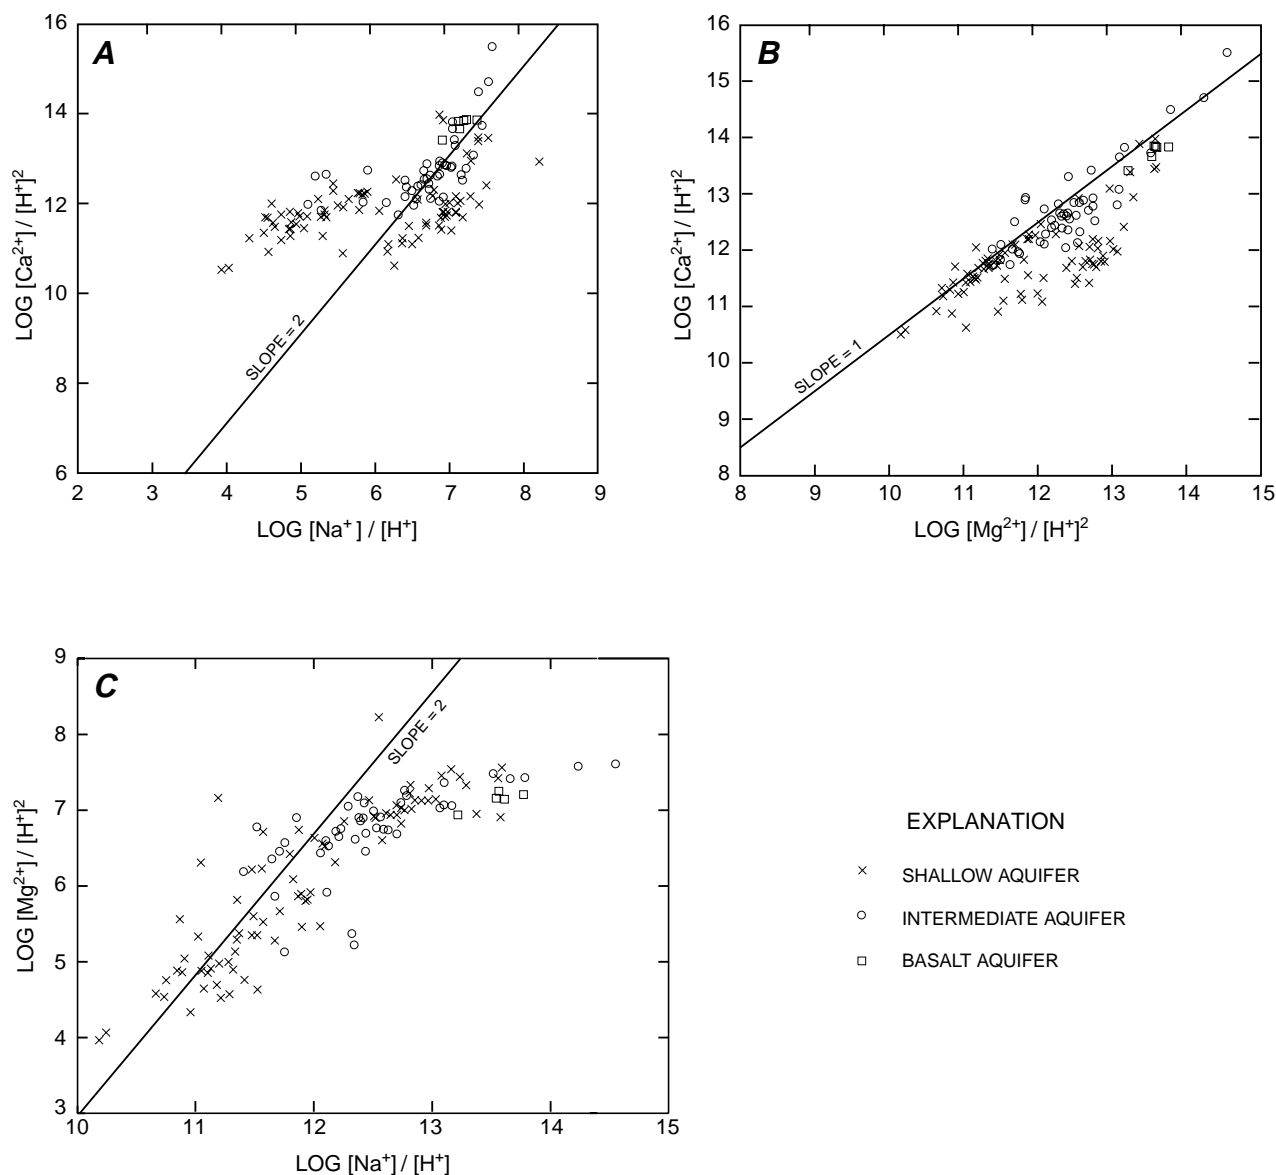 A
16
14
12
10
8
6
2
3
4
5
6
7
8
9
LOG [Ca2+] / [H+]2
LOG [Na+] / [H+]
SLOPE = 2
B
16
15
14
13
12
11
10
9
8
8
9
10
11
12
13
14
15
LOG [Ca2+] / [H+]2
LOG [Mg2+] / [H+]2
SLOPE = 1
C
9
8
7
6
5
4
3
10
11
12
13
14
15
LOG [Mg2+] / [H+]2
LOG [Na+] / [H+]
SLOPE = 2
EXPLANATION
SHALLOW AQUIFER
INTERMEDIATE AQUIFER
BASALT AQUIFER